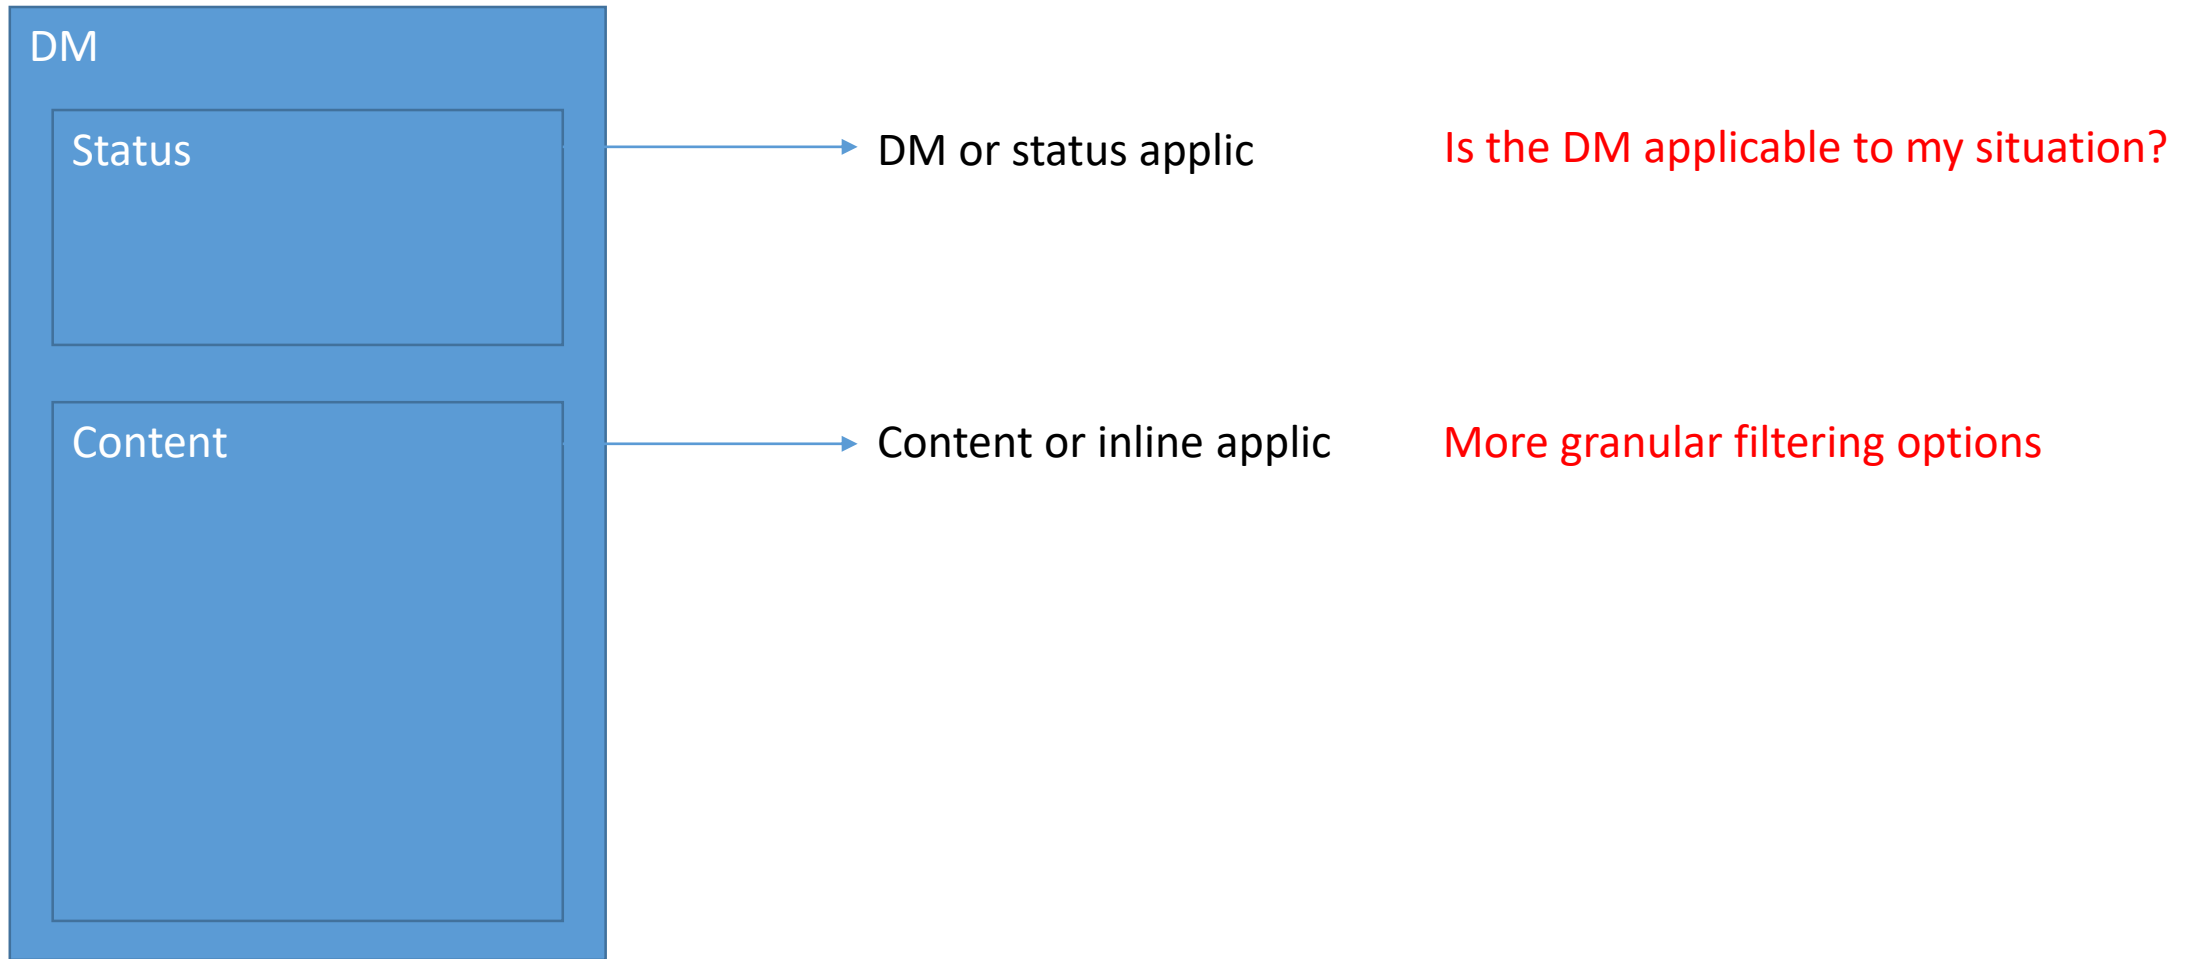 DM
Status
DM or status applic
Is the DM applicable to my situation?
Content
Content or inline applic
More granular filtering options